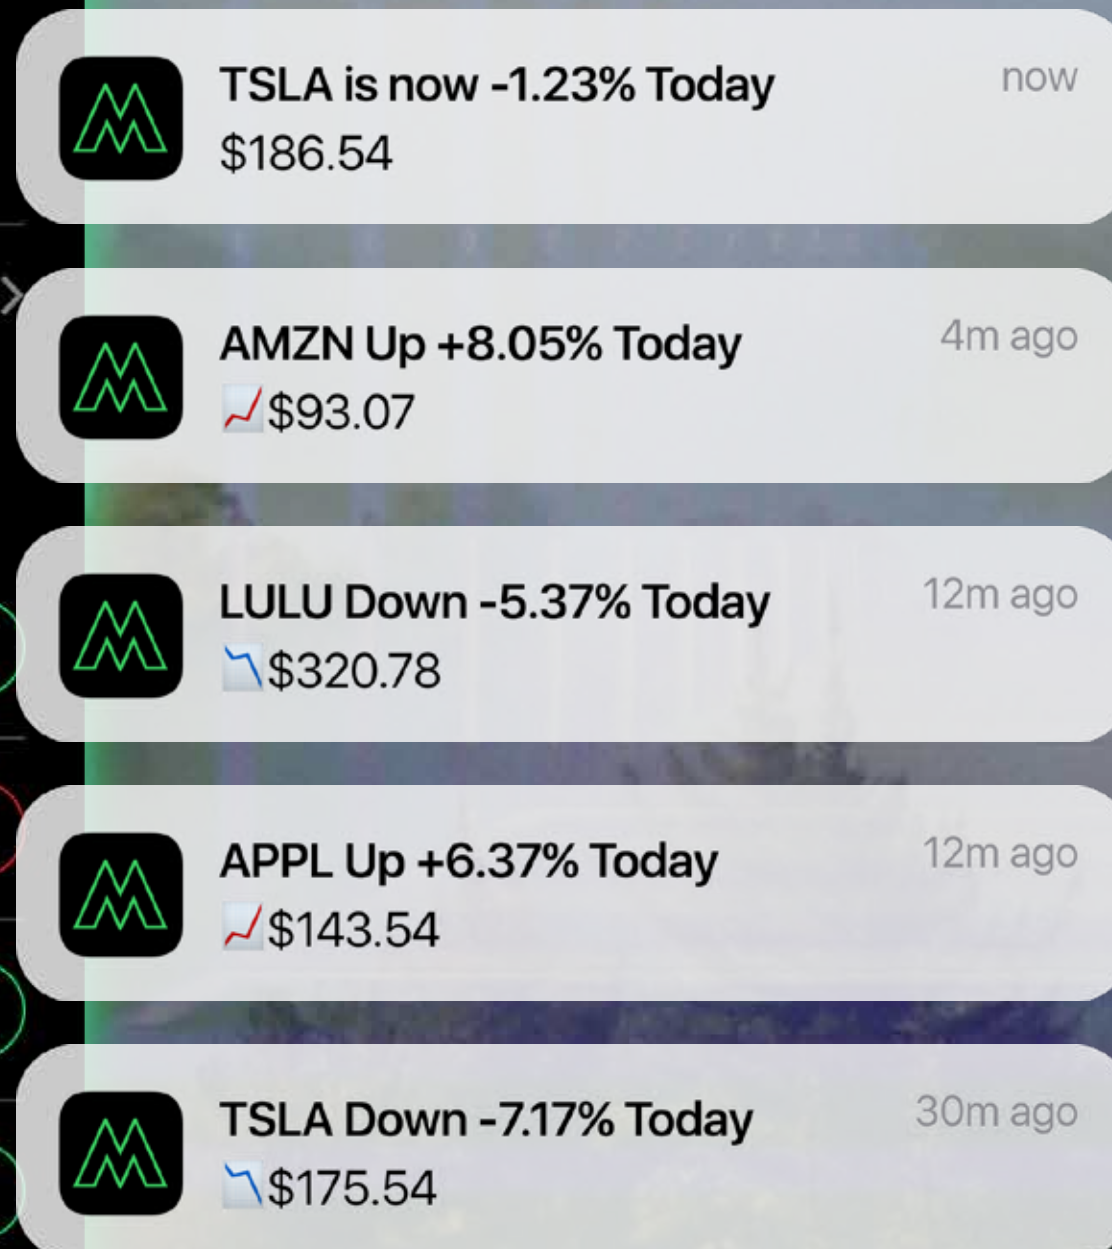 TSLA is now -1.23% Today
now
$186.54
AMZN Up +8.05% Today
4m ago
📈$93.07
LULU Down -5.37% Today
12m ago
📉$320.78
APPL Up +6.37% Today
12m ago
📈$143.54
TSLA Down -7.17% Today
30m ago
📉$175.54